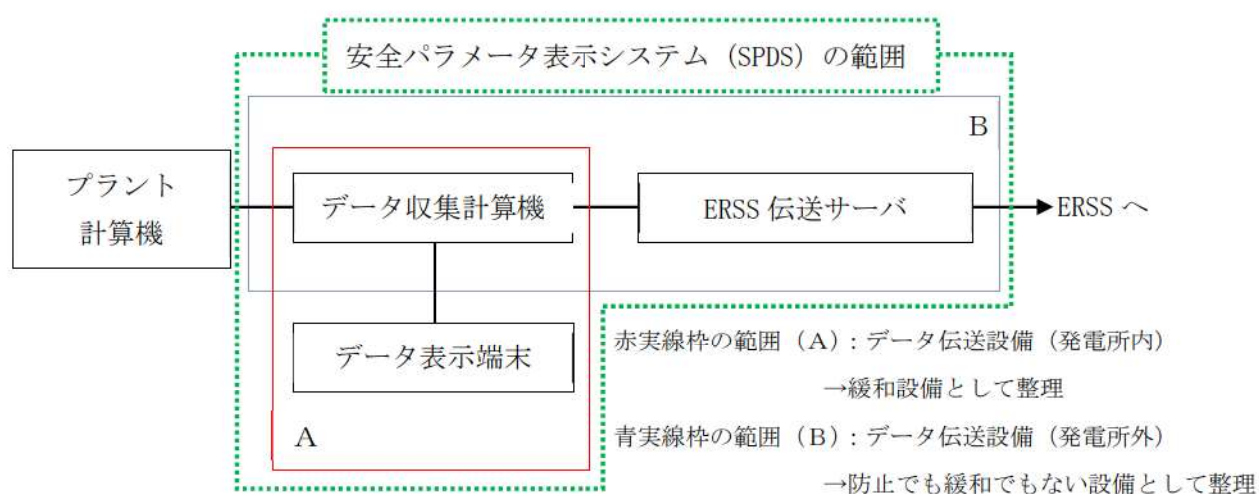 安全パラメータ表示システム（SPDS）の範囲
B
プラント
計算機
データ収集計算機
ERSS 伝送サーバ
ERSS へ
データ表示端末
A
赤実線枠の範囲（A）：データ伝送設備（発電所内）
→緩和設備として整理
青実線枠の範囲（B）：データ伝送設備（発電所外）
→防止でも緩和でもない設備として整理